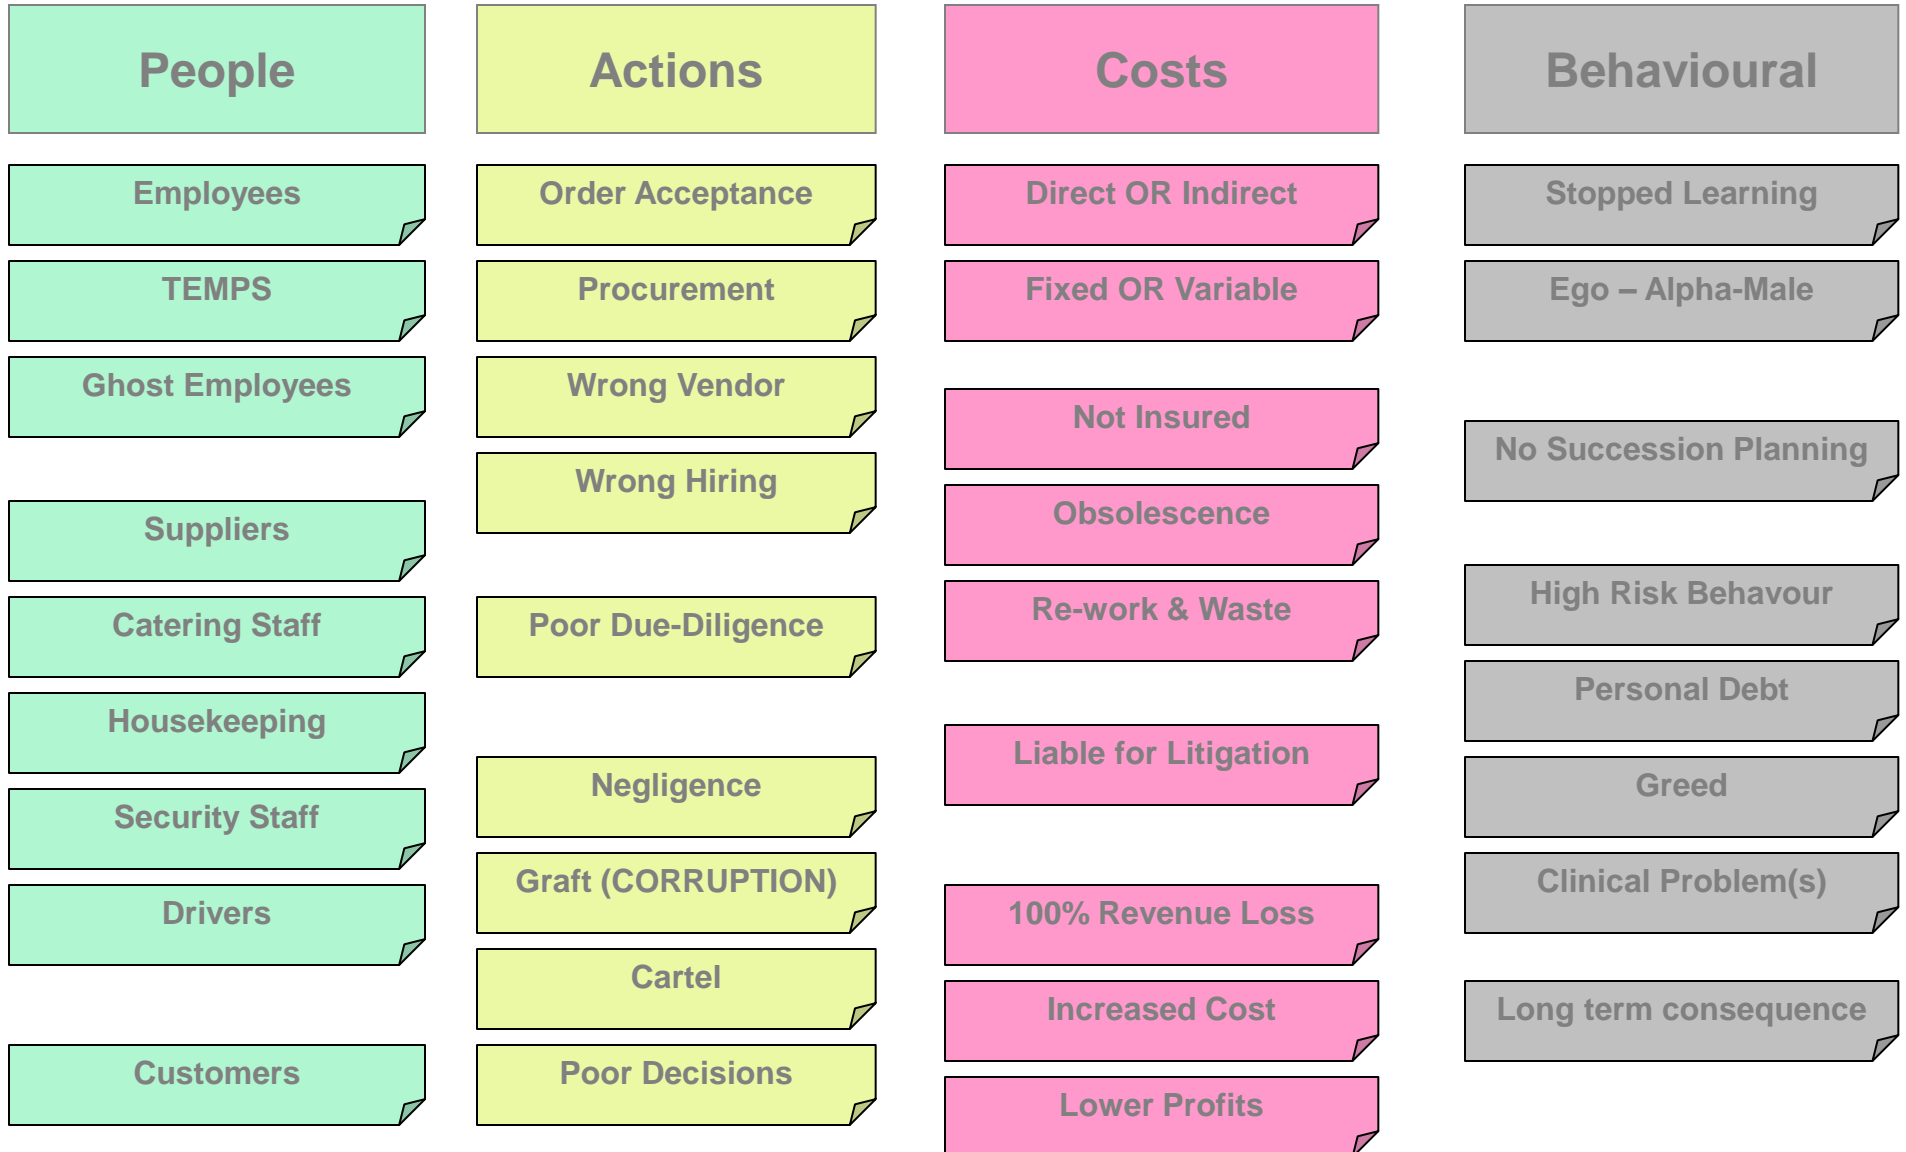 People
Employees
TEMPS
Ghost Employees
Suppliers
Catering Staff
Housekeeping
Security Staff
Drivers
Customers
Actions
Order Acceptance
Procurement
Wrong Vendor
Wrong Hiring
Poor Due-Diligence
Negligence
Graft (CORRUPTION)
Cartel
Poor Decisions
Costs
Direct OR Indirect
Fixed OR Variable
Not Insured
Obsolescence
Re-work & Waste
Liable for Litigation
100% Revenue Loss
Increased Cost
Lower Profits
Behavioural
Stopped Learning
Ego – Alpha-Male
No Succession Planning
High Risk Behavour
Personal Debt
Greed
Clinical Problem(s)
Long term consequence